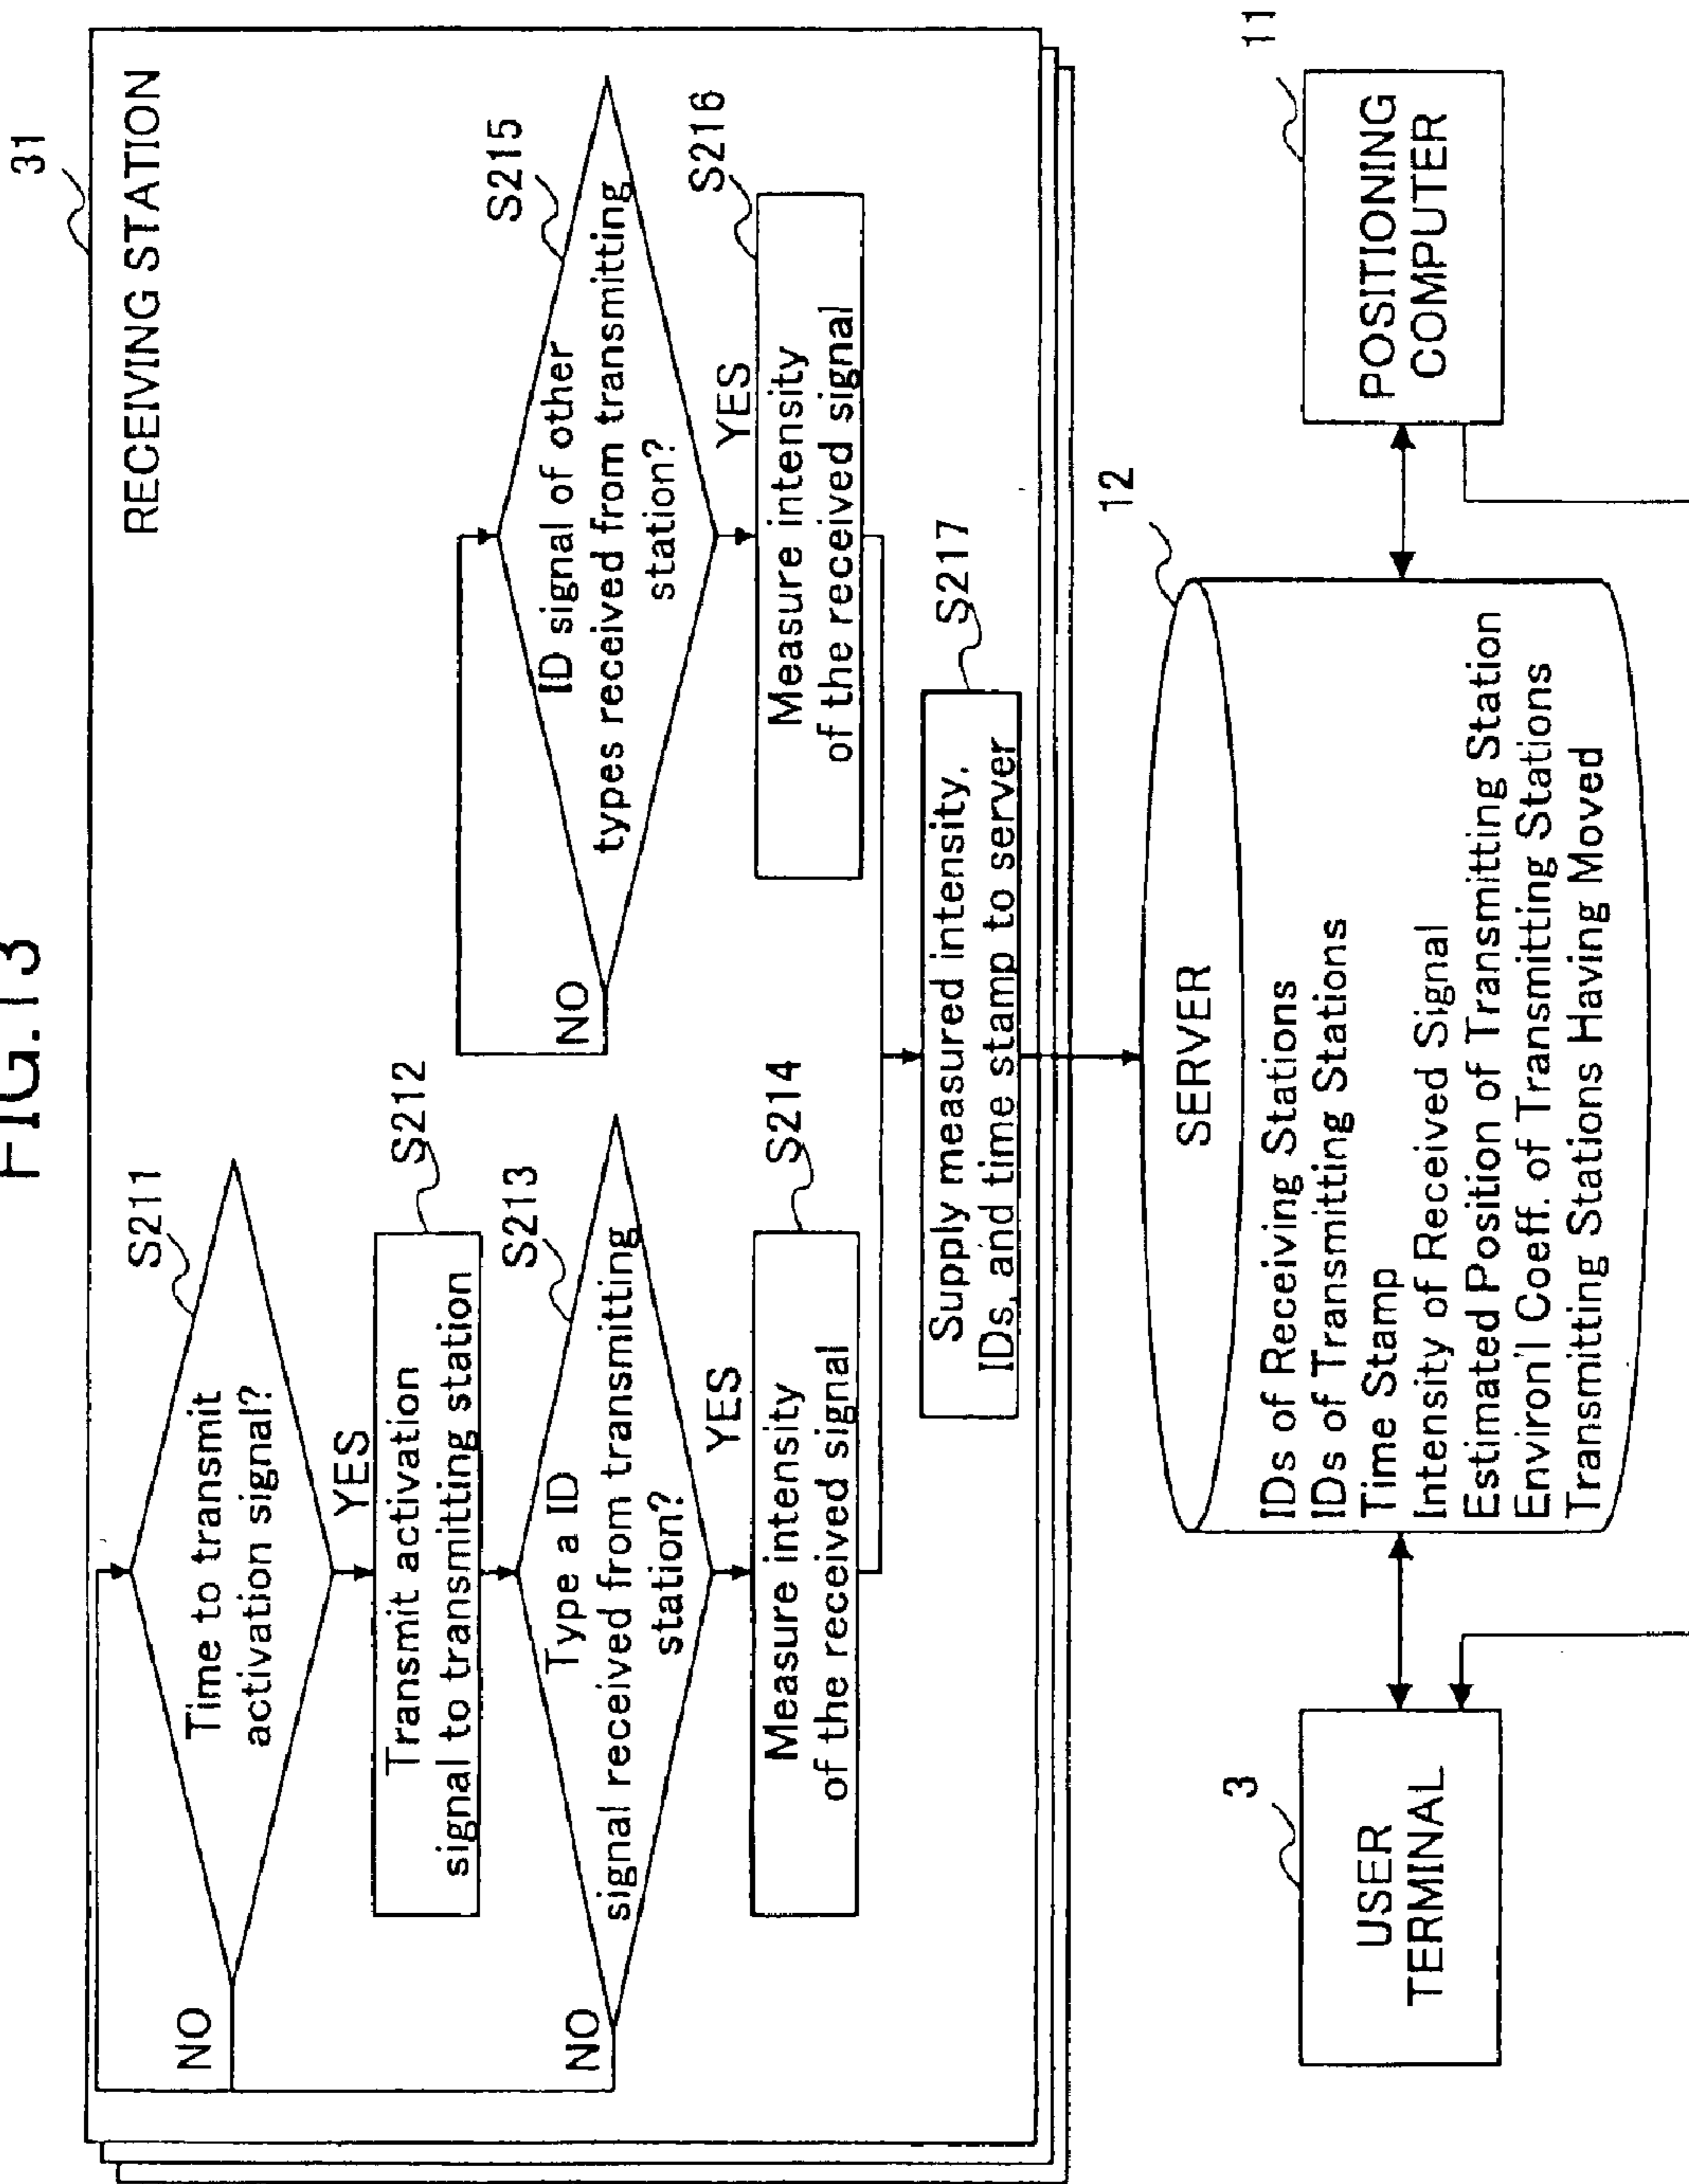 FIG.13
31
RECEIVING STATION
S211
Time to transmit
activation signal?
NO
YES
S212
Transmit activation
signal to transmitting station
S213
Type a ID
signal received from transmitting
station?
NO
YES
S214
Measure intensity
of the received signal
S215
ID signal of other
types received from transmitting
station?
NO
YES
S216
Measure intensity
of the received signal
S217
Supply measured intensity,
IDs, and time stamp to server
3
USER
TERMINAL
12
SERVER
IDs of Receiving Stations
IDs of Transmitting Stations
Time Stamp
Intensity of Received Signal
Estimated Position of Transmitting Station
Environ'l Coeff. of Transmitting Stations
Transmitting Stations Having Moved
11
POSITIONING
COMPUTER